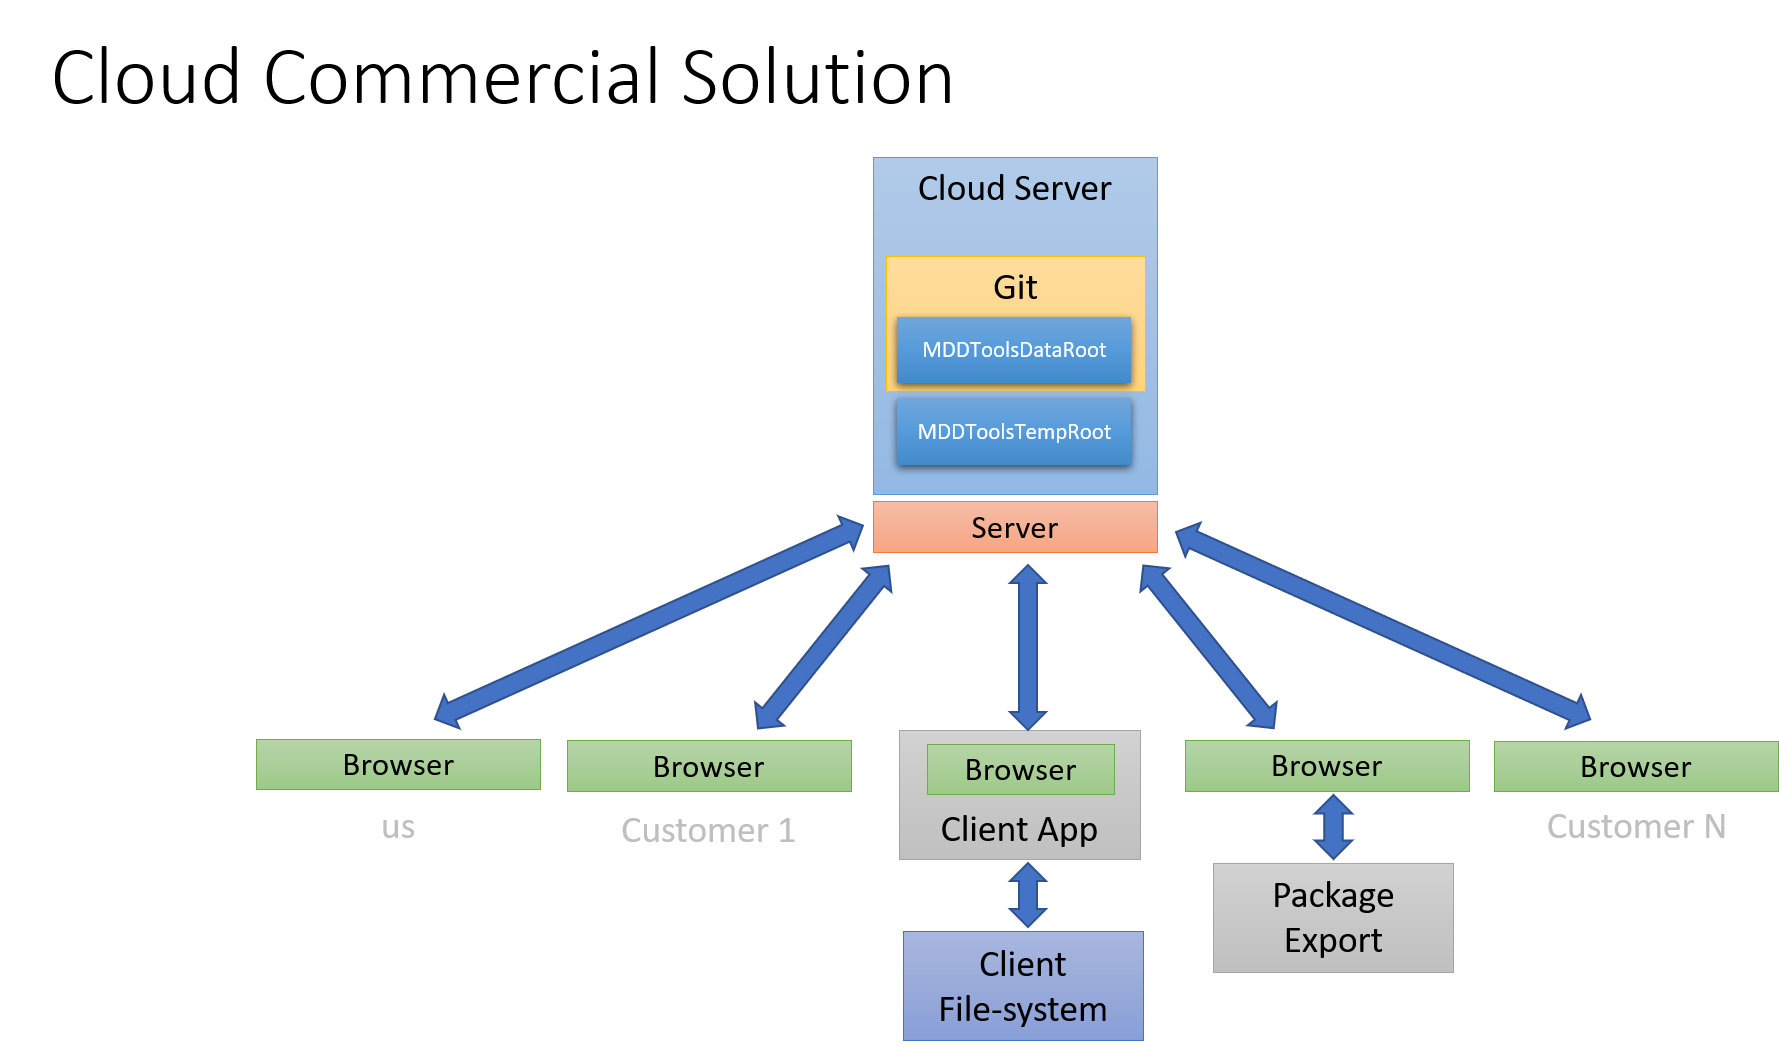 Cloud Commercial Solution
Cloud Server
Git
MDDToolsDataRoot
MDDToolsTempRoot
Server
Browser
us
Browser
Customer 1
Browser
Client App
Client
File-system
Browser
Package
Export
Browser
Customer N